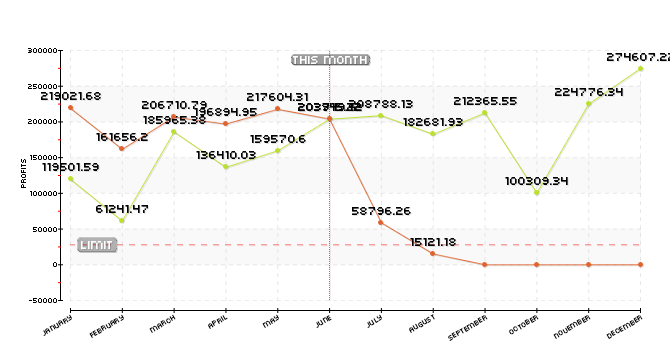 THIS MONTH
300000
250000
200000
150000
100000
50000
0
-50000
PROFITS
LIMIT
219021.68
161656.2
206710.79
196894.95
217604.31
58796.26
15121.18
119501.59
61241.47
185965.38
136410.03
159570.6
208788.13
182681.93
212365.55
100309.34
224776.34
JANUARY
FEBRUARY
MARCH
APRIL
MAY
JUNE
JULY
AUGUST
SEPTEMBER
OCTOBER
NOVEMBER
DECEMBER